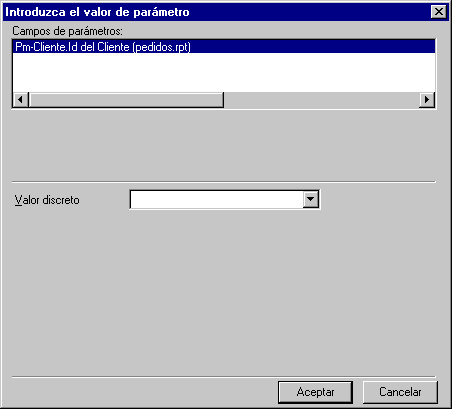 Introduzca el valor de parámetro
Campos de parámetros:
Pm-Cliente.Id del Cliente (pedidos.rpt)
Valor discreto
Aceptar
Cancelar